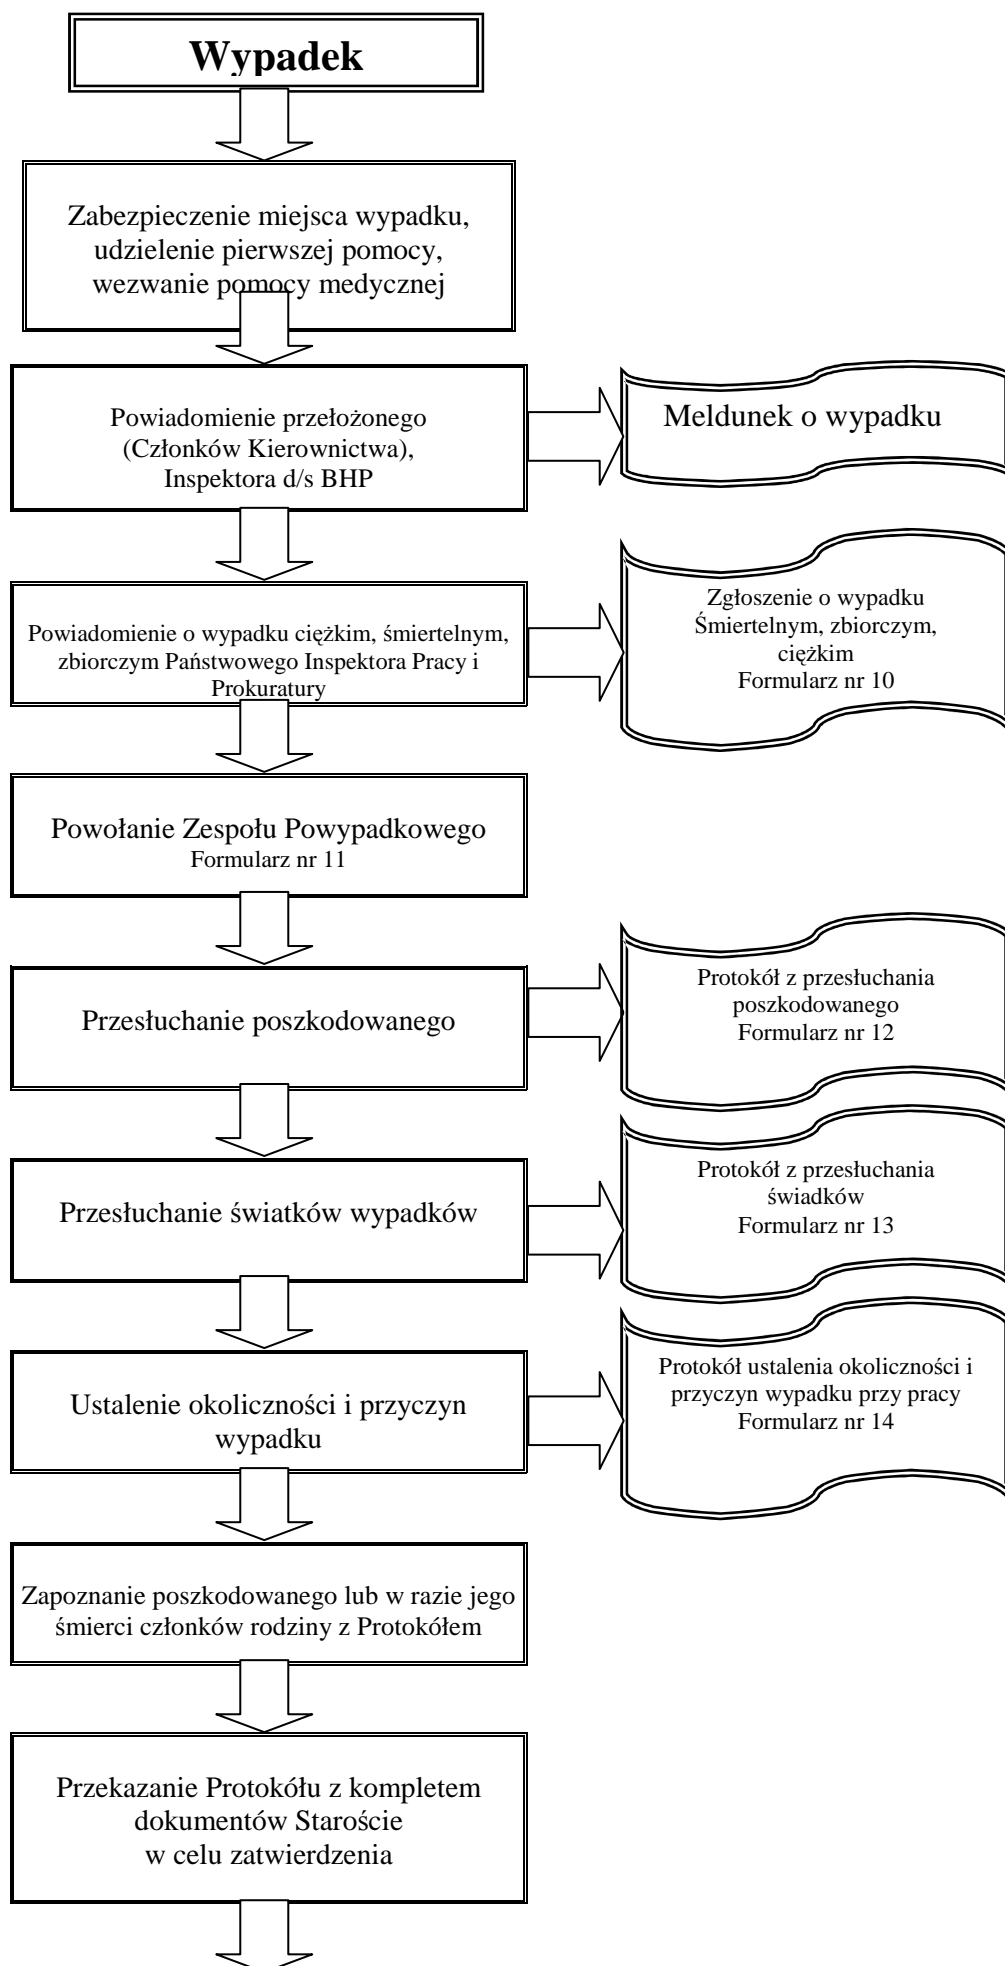 Wypadek
Zabezpieczenie miejsca wypadku,
udzielenie pierwszej pomocy,
wezwanie pomocy medycznej
Powiadomienie przełożonego
(Członków Kierownictwa),
Inspektora d/s BHP
Meldunek o wypadku
Powiadomienie o wypadku ciężkim, śmiertelnym,
zbiorczym Państwowego Inspektora Pracy i
Prokuratury
Zgłoszenie o wypadku
Śmiertelnym, zbiorczym,
ciężkim
Formularz nr 10
Powołanie Zespołu Powypadkowego
Formularz nr 11
Przesłuchanie poszkodowanego
Protokół z przesłuchania
poszkodowanego
Formularz nr 12
Przesłuchanie światków wypadków
Protokół z przesłuchania
świadków
Formularz nr 13
Ustalenie okoliczności i przyczyn
wypadku
Protokół ustalenia okoliczności i
przyczyn wypadku przy pracy
Formularz nr 14
Zapoznanie poszkodowanego lub w razie jego
śmierci członków rodziny z Protokółem
Przekazanie Protokółu z kompletem
dokumentów Staroście
w celu zatwierdzenia